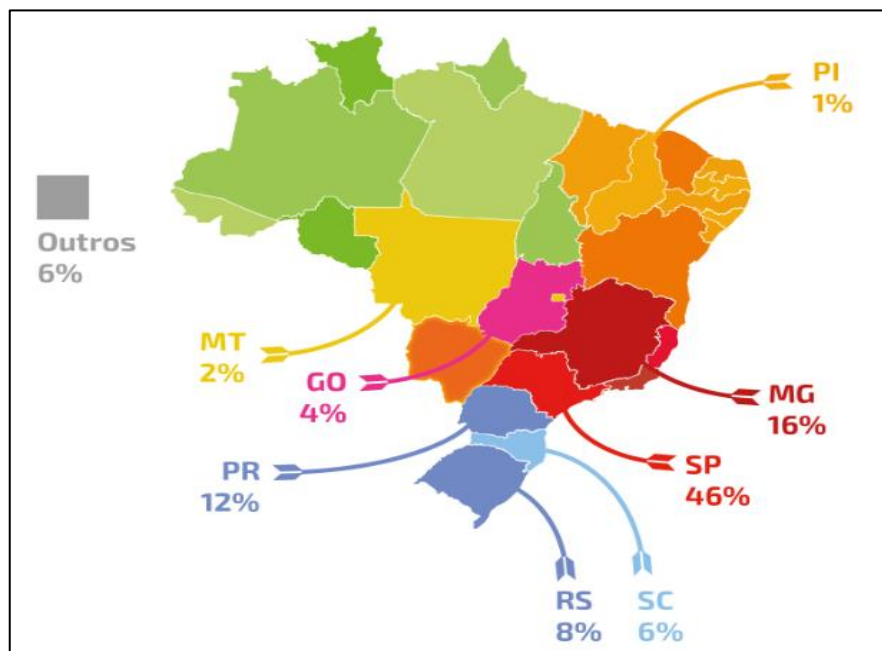 PI
1%
Outros
6%
MT
2%
GO
4%
MG
16%
PR
12%
SP
46%
RS
8%
SC
6%